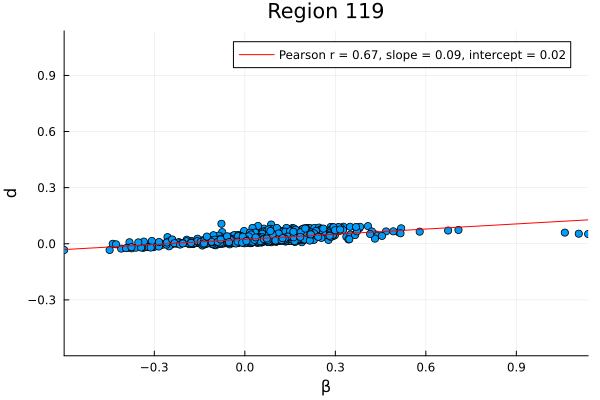 Region 119
Pearson r = 0.67, slope = 0.09, intercept = 0.02
0.9
0.6
0.3
0.0
−0.3
d
−0.3 0.0 0.3 0.6 0.9
β